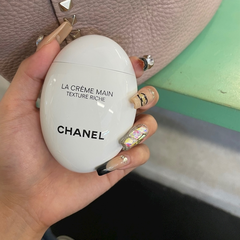 LA CRÈME MAIN
TEXTURE RICHE
CHANEL